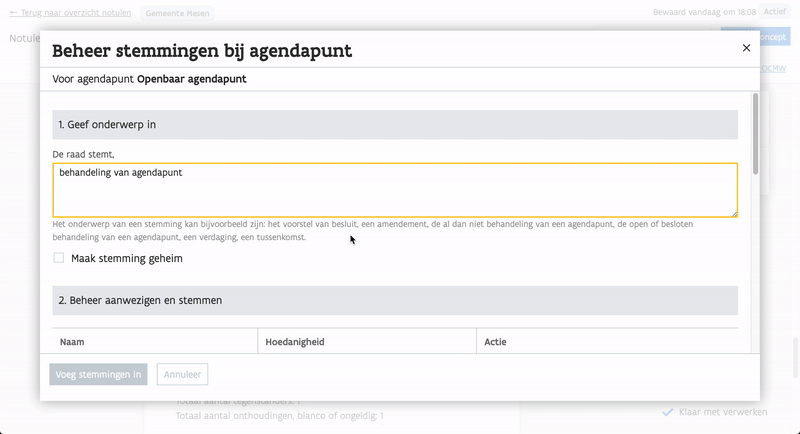 ← Terug naar overzicht notulen
Gemeente Mesen
Bewaard vandaag om 18:08
Actief
Notule
oncept
OCMW
Beheer stemmingen bij agendapunt
Voor agendapunt Openbaar agendapunt
1. Geef onderwerp in
De raad stemt,
behandeling van agendapunt
Het onderwerp van een stemming kan bijvoorbeeld zijn: het voorstel van besluit, een amendement, de al dan niet behandeling van een agendapunt, de open of besloten
behandeling van een agendapunt, een verdaging, een tussenkomst.
Maak stemming geheim
2. Beheer aanwezigen en stemmen
Naam
Hoedanigheid
Actie
Voeg stemmingen in
Annuleer
Totaal aantal tegenstanders: 7
Totaal aantal onthoudingen, bianco of ongeldig: 1
Klaar met verwerken